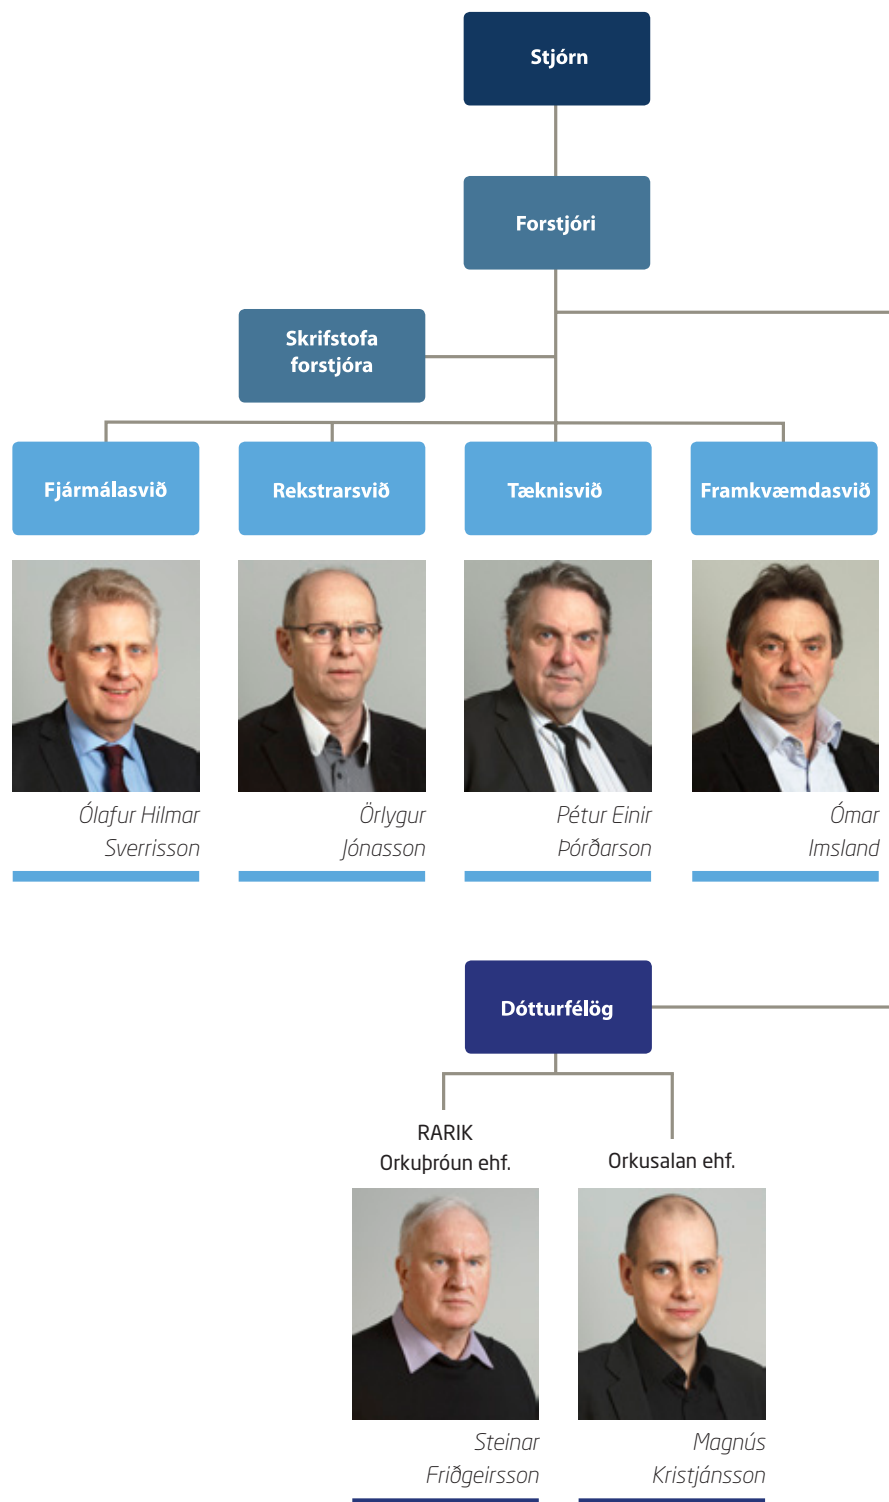 Stjórn
Forstjóri
Skrifstofa
forstjóra
Fjármálasvið
Rekstrarsvið
Tæknisvið
Framkvæmdasvið
Ólafur Hilmar
Sverrisson
Örlygur
Jónasson
Pétur Einir
Þórðarson
Ómar
Imsland
Dótturfélög
RARIK
Orkuþróun ehf.
Orkusalan ehf.
Steinar
Friðgeirsson
Magnús
Kristjánsson